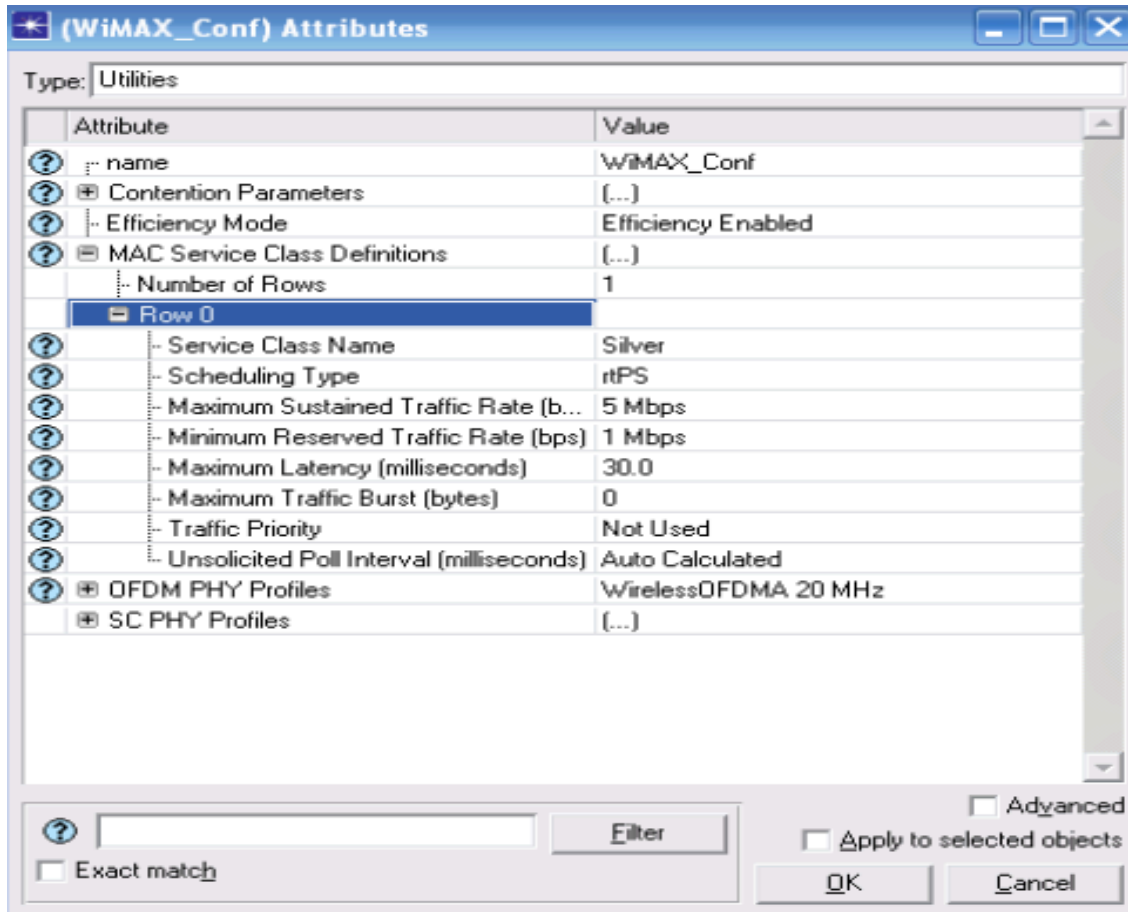 (WiMAX_Conf) Attributes
Type: Utilities
Attribute Value
name WiMAX_Conf
Contention Parameters (...)
Efficiency Mode Efficiency Enabled
MAC Service Class Definitions (...)
Number of Rows 1
Row 0
Service Class Name Silver
Scheduling Type rtPS
Maximum Sustained Traffic Rate (b... 5 Mbps
Minimum Reserved Traffic Rate (bps) 1 Mbps
Maximum Latency (milliseconds) 30.0
Maximum Traffic Burst (bytes) 0
Traffic Priority Not Used
Unsolicited Poll Interval (milliseconds) Auto Calculated
OFDM PHY Profiles WirelessOFDMA 20 MHz
SC PHY Profiles (...)
Advanced
Filter
Apply to selected objects
Exact match
OK Cancel